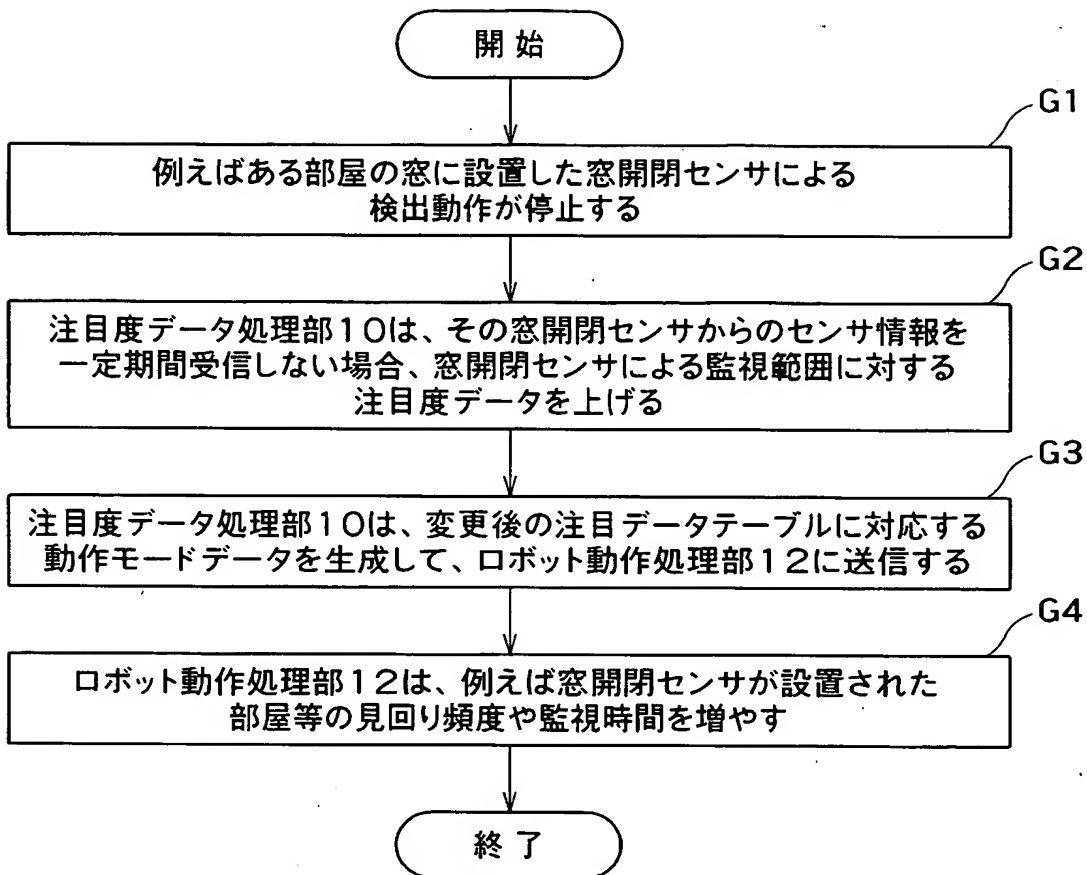 開始
G1
例えばある部屋の窓に設置した窓開閉センサによる
検出動作が停止する
G2
注目度データ処理部10は、その窓開閉センサからのセンサ情報を
一定期間受信しない場合、窓開閉センサによる監視範囲に対する
注目度データを上げる
G3
注目度データ処理部10は、変更後の注目データテーブルに対応する
動作モードデータを生成して、ロボット動作処理部12に送信する
G4
ロボット動作処理部12は、例えば窓開閉センサが設置された
部屋等の見回り頻度や監視時間を増やす
終了